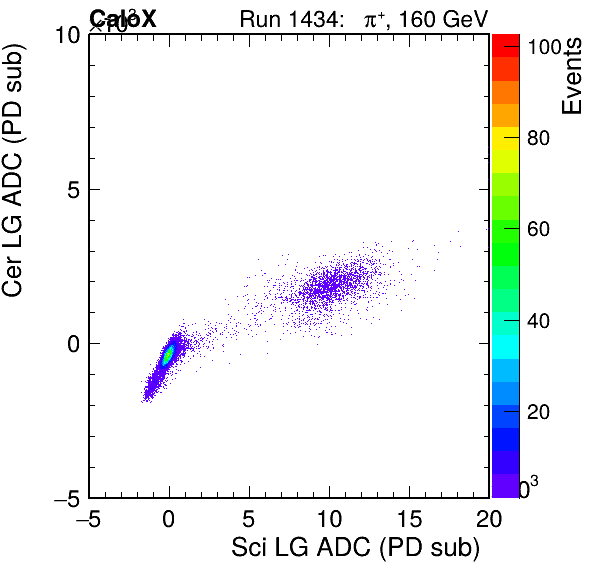 CaloX
×10³
Run 1434: π⁺, 160 GeV
10
5
0
−5
Cer LG ADC (PD sub)
−5 0 5 10 15 20
Sci LG ADC (PD sub)
100
80
60
40
20
0
Events